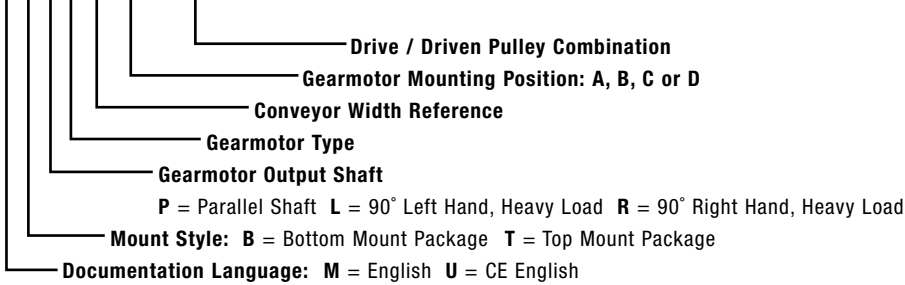 Drive / Driven Pulley Combination
Gearmotor Mounting Position: A, B, C or D
Conveyor Width Reference
Gearmotor Type
Gearmotor Output Shaft
P = Parallel Shaft L = 90° Left Hand, Heavy Load R = 90° Right Hand, Heavy Load
Mount Style: B = Bottom Mount Package T = Top Mount Package
Documentation Language: M = English U = CE English